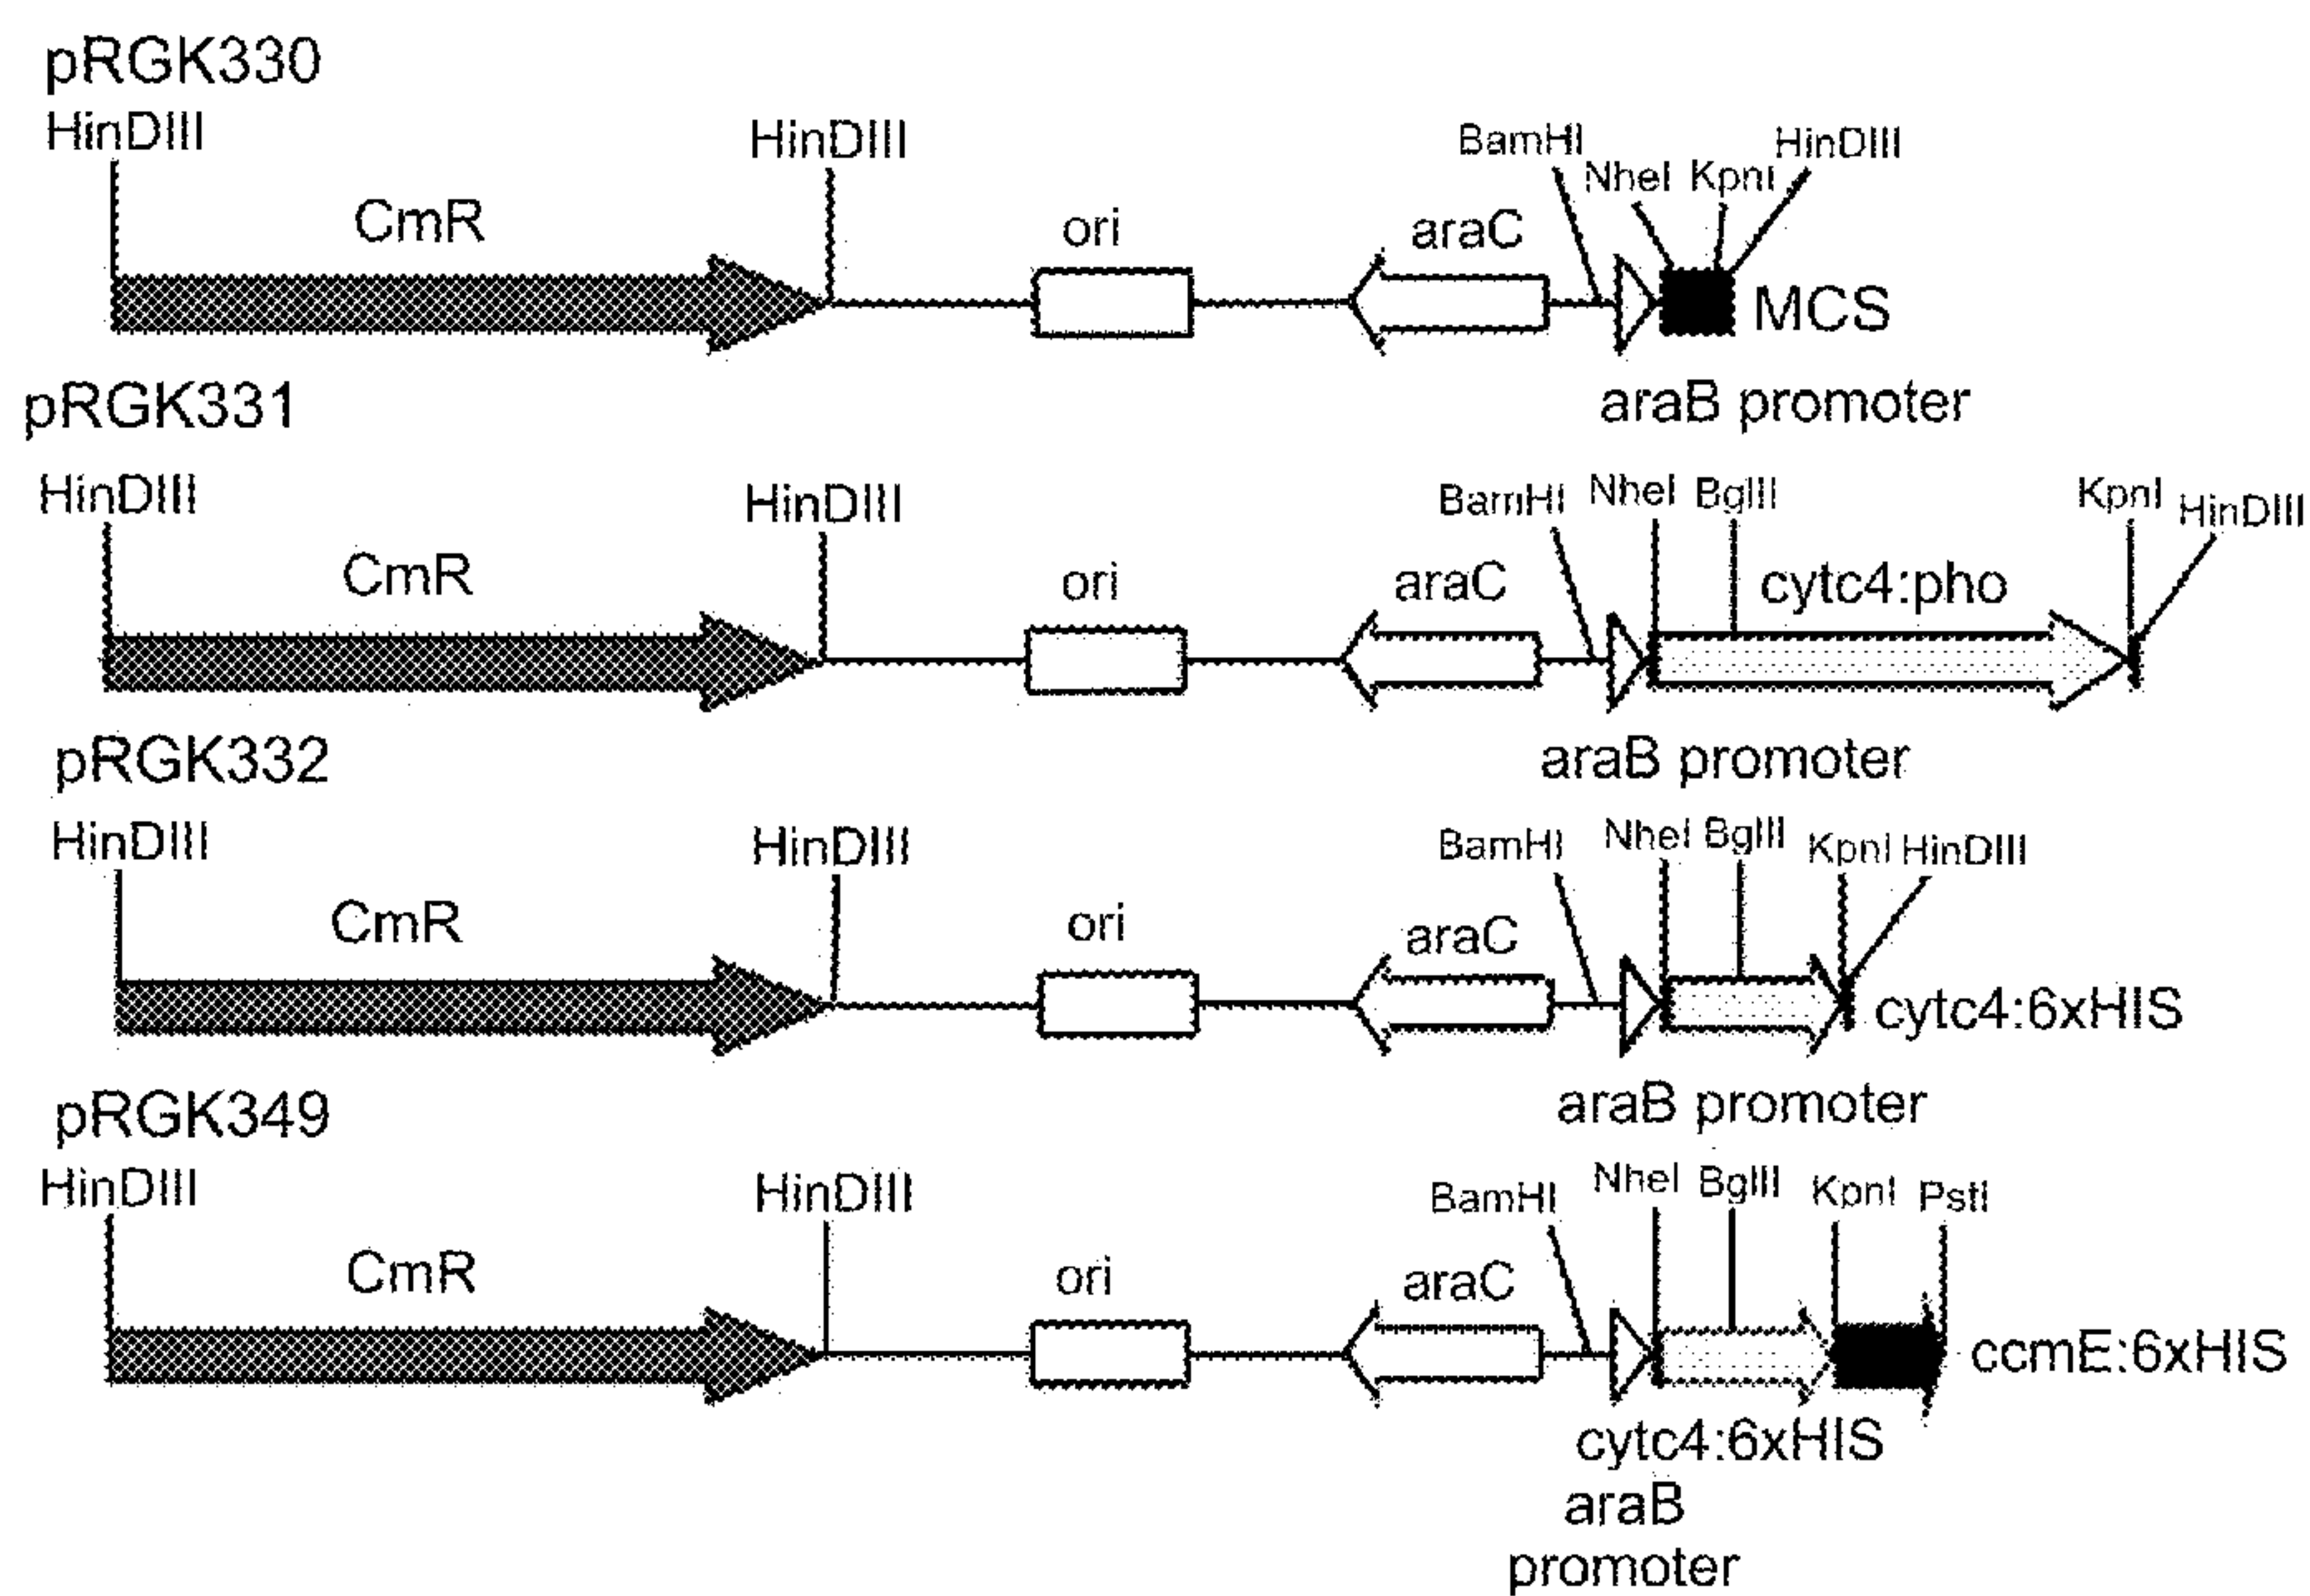 pRGK330
HinDIII HinDIII BamHI NheI KpnI HinDIII
CmR ori araC
MCS
araB promoter
pRGK331
HinDIII HinDIII BamHI NheI BglII KpnI HinDIII
CmR ori araC cytc4:pho
araB promoter
pRGK332
HinDIII HinDIII BamHI NheI BglII KpnI HinDIII
CmR ori araC
cytc4:6xHIS
araB promoter
pRGK349
HinDIII HinDIII BamHI NheI BglII KpnI PstI
CmR ori araC
ccmE:6xHIS
cytc4:6xHIS
araB
promoter